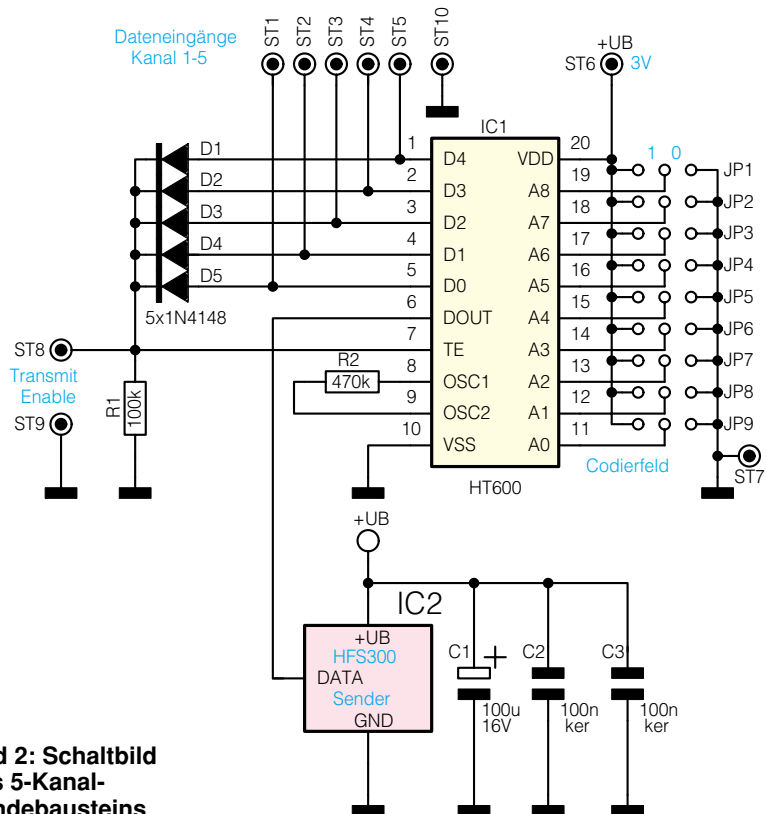 Dateneingänge
Kanal 1-5
ST1
ST2
ST3
ST4
ST5
ST10
+UB
ST6
3V
IC1
D1
D2
D3
D4
D5
5x1N4148
1
2
3
4
5
6
7
8
9
10
D4
D3
D2
D1
D0
DOUT
TE
OSC1
OSC2
VSS
VDD
A8
A7
A6
A5
A4
A3
A2
A1
A0
20
19
18
17
16
15
14
13
12
11
HT600
1 0
JP1
JP2
JP3
JP4
JP5
JP6
JP7
JP8
JP9
Codierfeld
ST7
ST8
Transmit
Enable
ST9
R1
100k
R2
470k
+UB
IC2
+UB
HFS300
DATA
Sender
GND
C1
+
100u
16V
C2
100n
ker
C3
100n
ker
d 2: Schaltbild
s 5-Kanal-
ndebausteins